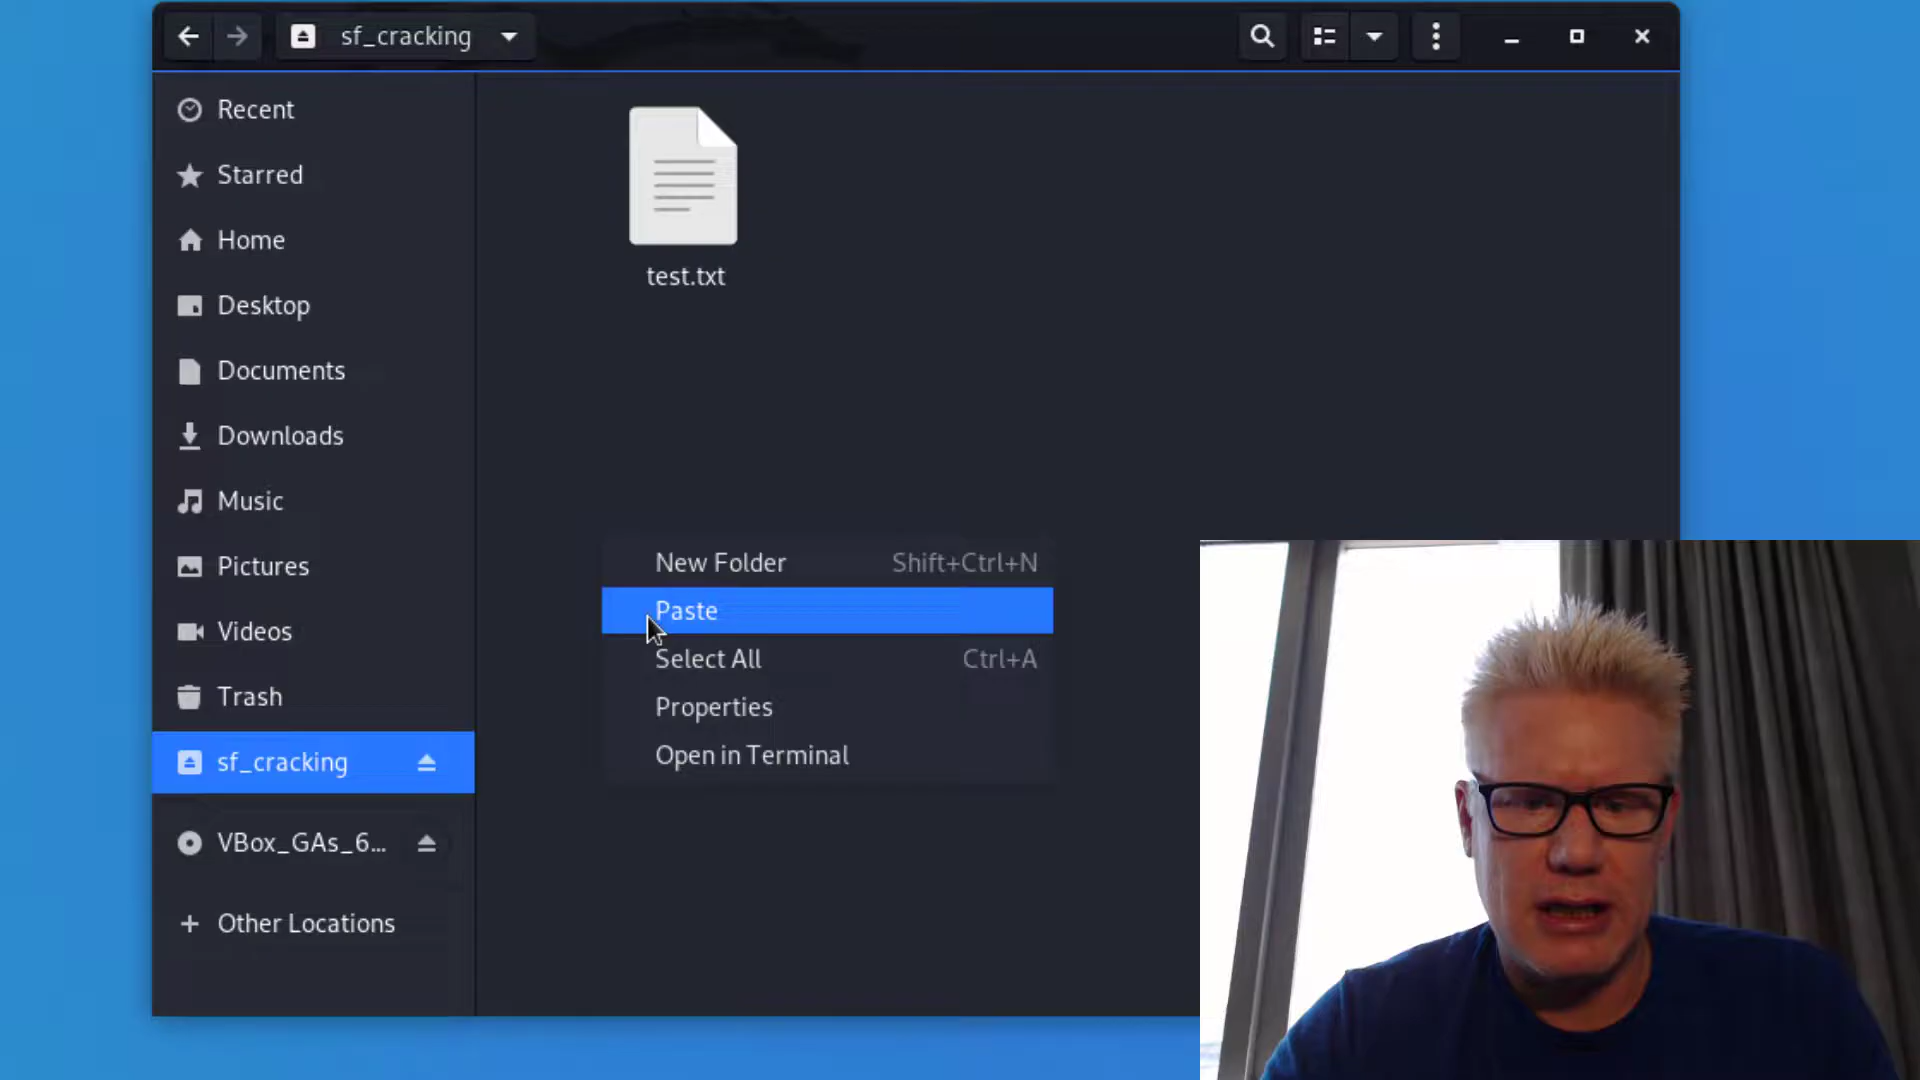 sf_cracking
Recent
Starred
Home
Desktop
Documents
Downloads
Music
Pictures
Videos
Trash
sf_cracking
VBox_GAs_6...
+ Other Locations
test.txt
New Folder Shift+Ctrl+N
Paste
Select All Ctrl+A
Properties
Open in Terminal